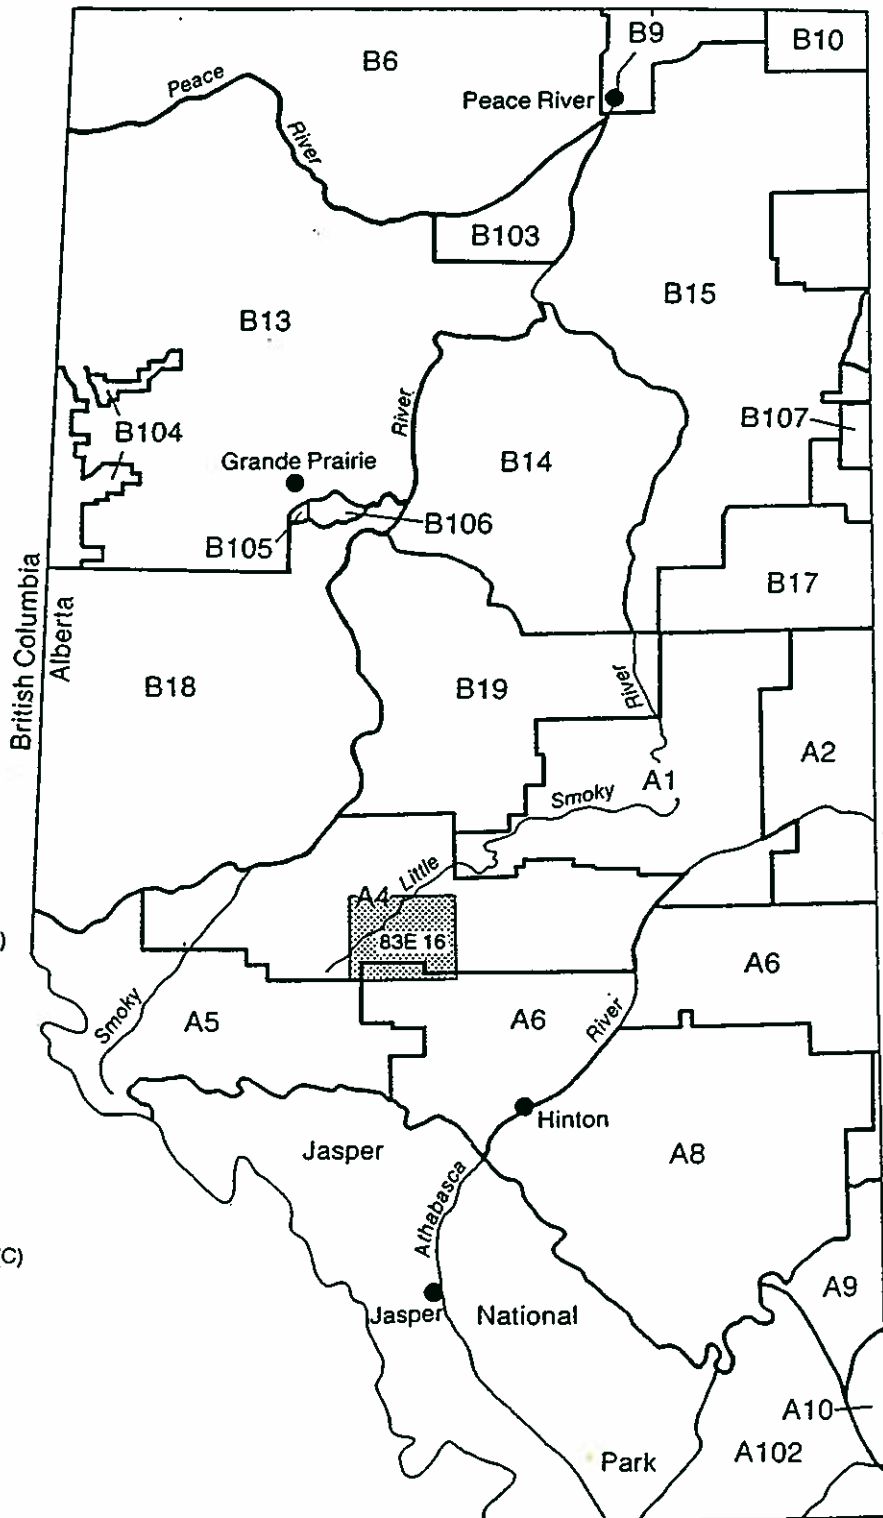 B9
B10
B6
Peace
Peace River
River
B103
B15
B13
River
B107
B104
Grande Prairie
B14
B106
B105
B17
British Columbia
Alberta
B18
B19
River
A2
A1
Smoky
Little
A4
83E 16
)
A6
Smoky
A5
A6
River
Hinton
Jasper
A8
Athabasca
(C)
A9
Jasper
National
A10
A102
Park